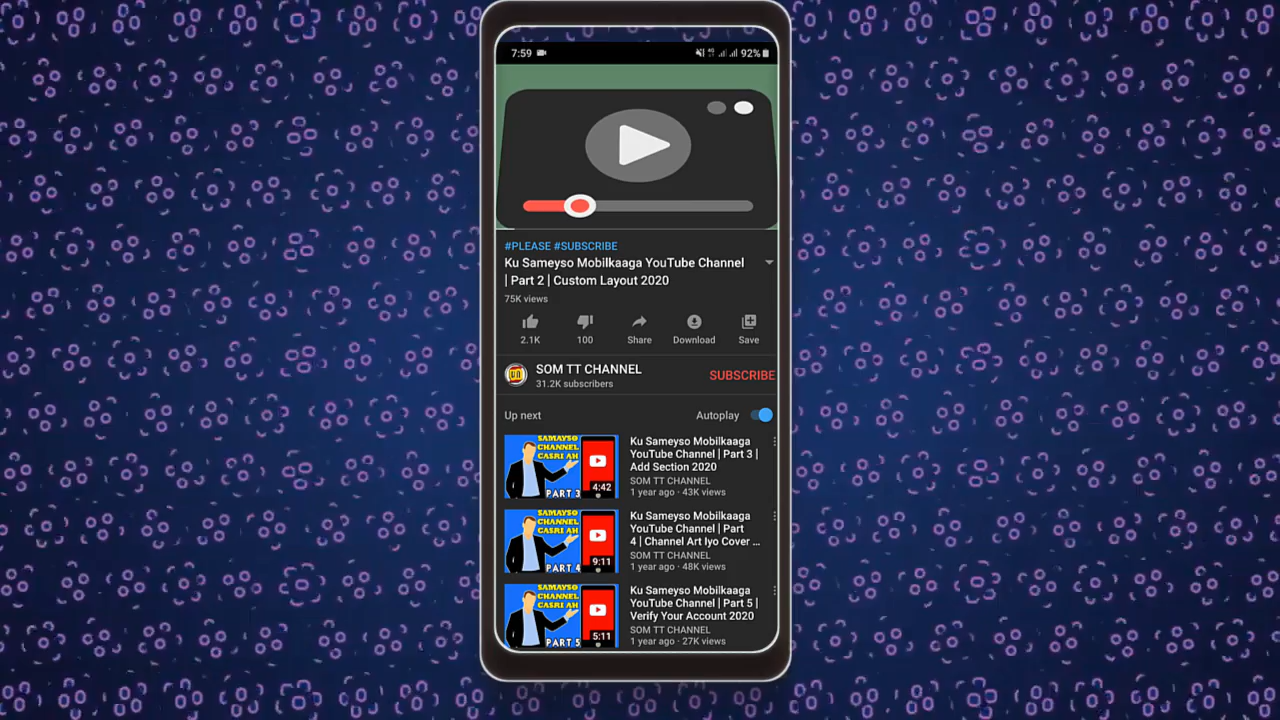 7:59 92%
#PLEASE #SUBSCRIBE
Ku Sameyso Mobilkaaga YouTube Channel
| Part 2 | Custom Layout 2020
75K views
2.1K 100 Share Download Save
SOM TT CHANNEL
31.2K subscribers
SUBSCRIBE
Up next Autoplay
SAMAYSO
CHANNEL
CASRI AH
PART 3
4:42
Ku Sameyso Mobilkaaga
YouTube Channel | Part 3 |
Add Section 2020
SOM TT CHANNEL
1 year ago · 43K views
SAMAYSO
CHANNEL
CASRI AH
PART 4
9:11
Ku Sameyso Mobilkaaga
YouTube Channel | Part
4 | Channel Art Iyo Cover ...
SOM TT CHANNEL
1 year ago · 48K views
SAMAYSO
CHANNEL
CASRI AH
PART 5
5:11
Ku Sameyso Mobilkaaga
YouTube Channel | Part 5 |
Verify Your Account 2020
SOM TT CHANNEL
1 year ago · 27K views